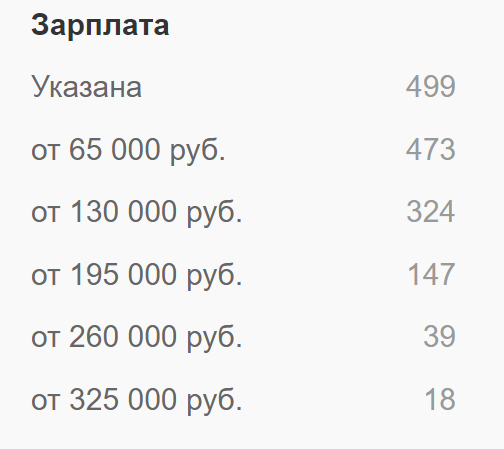 Зарплата
Указана 499
от 65 000 руб. 473
от 130 000 руб. 324
от 195 000 руб. 147
от 260 000 руб. 39
от 325 000 руб. 18